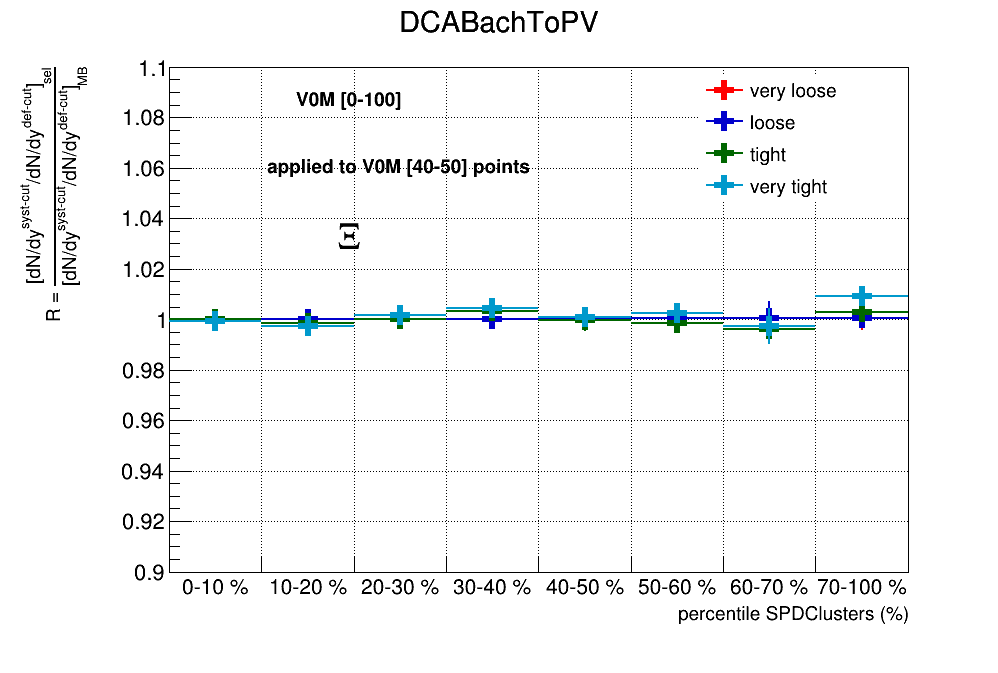 DCABachToPV
R = [dN/dy^syst-cut/dN/dy^def-cut]_sel
[dN/dy^syst-cut/dN/dy^def-cut]_MB
1.1
1.08
1.06
1.04
1.02
1
0.98
0.96
0.94
0.92
0.9
V0M [0-100]
applied to V0M [40-50] points
Ξ
very loose
loose
tight
very tight
0-10 % 10-20 % 20-30 % 30-40 % 40-50 % 50-60 % 60-70 % 70-100 %
percentile SPDClusters (%)